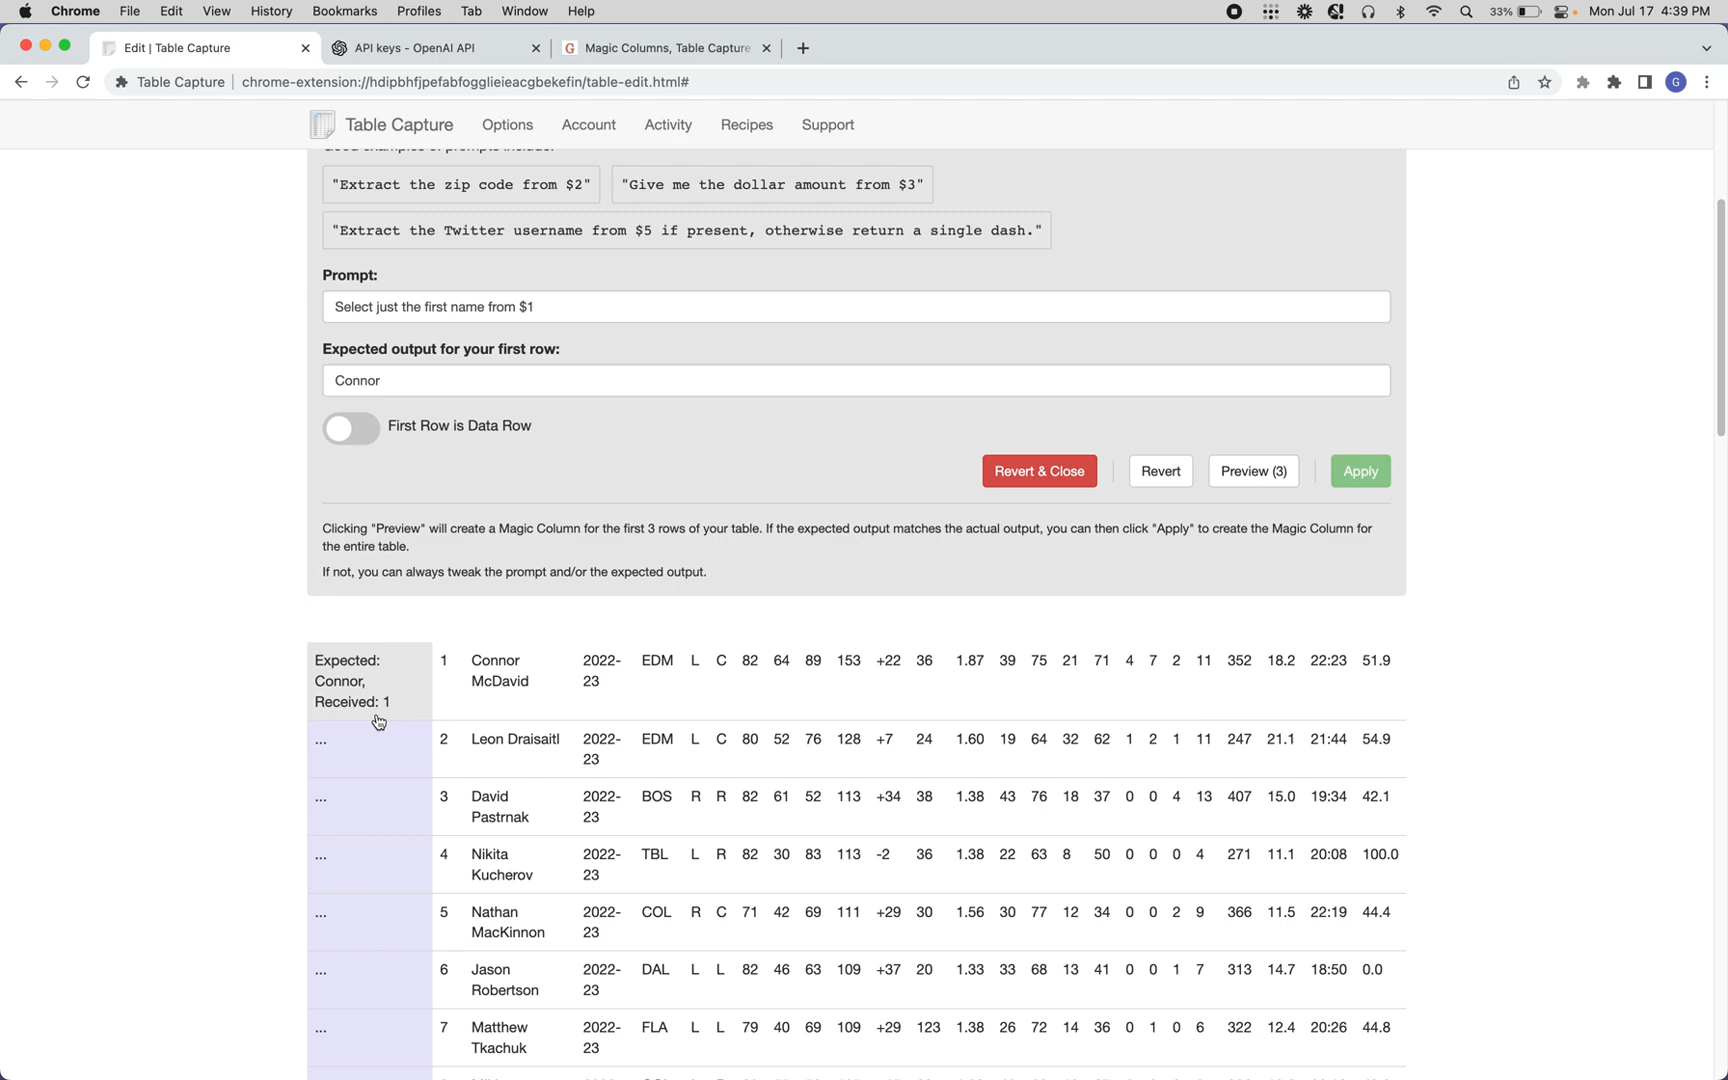 Chrome File Edit View History Bookmarks Profiles Tab Window Help 33% Mon Jul 17 4:39 PM
Edit | Table Capture API keys - OpenAI API G Magic Columns, Table Capture
Table Capture chrome-extension://hdipbhfjpefabfogglieieacgbekefin/table-edit.html# G
Table Capture Options Account Activity Recipes Support
"Extract the zip code from $2" "Give me the dollar amount from $3"
"Extract the Twitter username from $5 if present, otherwise return a single dash."
Prompt:
Select just the first name from $1
Expected output for your first row:
Connor
First Row is Data Row
Revert & Close Revert Preview (3) Apply
Clicking "Preview" will create a Magic Column for the first 3 rows of your table. If the expected output matches the actual output, you can then click "Apply" to create the Magic Column for
the entire table.
If not, you can always tweak the prompt and/or the expected output.
Expected: 1 Connor 2022- EDM L C 82 64 89 153 +22 36 1.87 39 75 21 71 4 7 2 11 352 18.2 22:23 51.9
Connor, McDavid 23
Received: 1
... 2 Leon Draisaitl 2022- EDM L C 80 52 76 128 +7 24 1.60 19 64 32 62 1 2 1 11 247 21.1 21:44 54.9
23
... 3 David 2022- BOS R R 82 61 52 113 +34 38 1.38 43 76 18 37 0 0 4 13 407 15.0 19:34 42.1
Pastrnak 23
... 4 Nikita 2022- TBL L R 82 30 83 113 -2 36 1.38 22 63 8 50 0 0 0 4 271 11.1 20:08 100.0
Kucherov 23
... 5 Nathan 2022- COL R C 71 42 69 111 +29 30 1.56 30 77 12 34 0 0 2 9 366 11.5 22:19 44.4
MacKinnon 23
... 6 Jason 2022- DAL L L 82 46 63 109 +37 20 1.33 33 68 13 41 0 0 1 7 313 14.7 18:50 0.0
Robertson 23
... 7 Matthew 2022- FLA L L 79 40 69 109 +29 123 1.38 26 72 14 36 0 1 0 6 322 12.4 20:26 44.8
Tkachuk 23